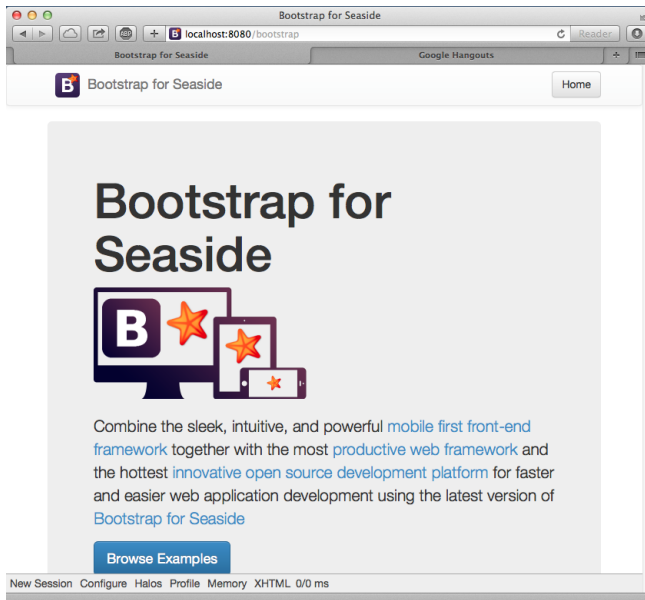 Bootstrap for Seaside
ABP
+
B
localhost:8080/bootstrap
Reader
Bootstrap for Seaside
Google Hangouts
+
B
Bootstrap for Seaside
Home
Bootstrap for
Seaside
B
Combine the sleek, intuitive, and powerful mobile first front-end
framework together with the most productive web framework and
the hottest innovative open source development platform for faster
and easier web application development using the latest version of
Bootstrap for Seaside
Browse Examples
New Session Configure Halos Profile Memory XHTML 0/0 ms